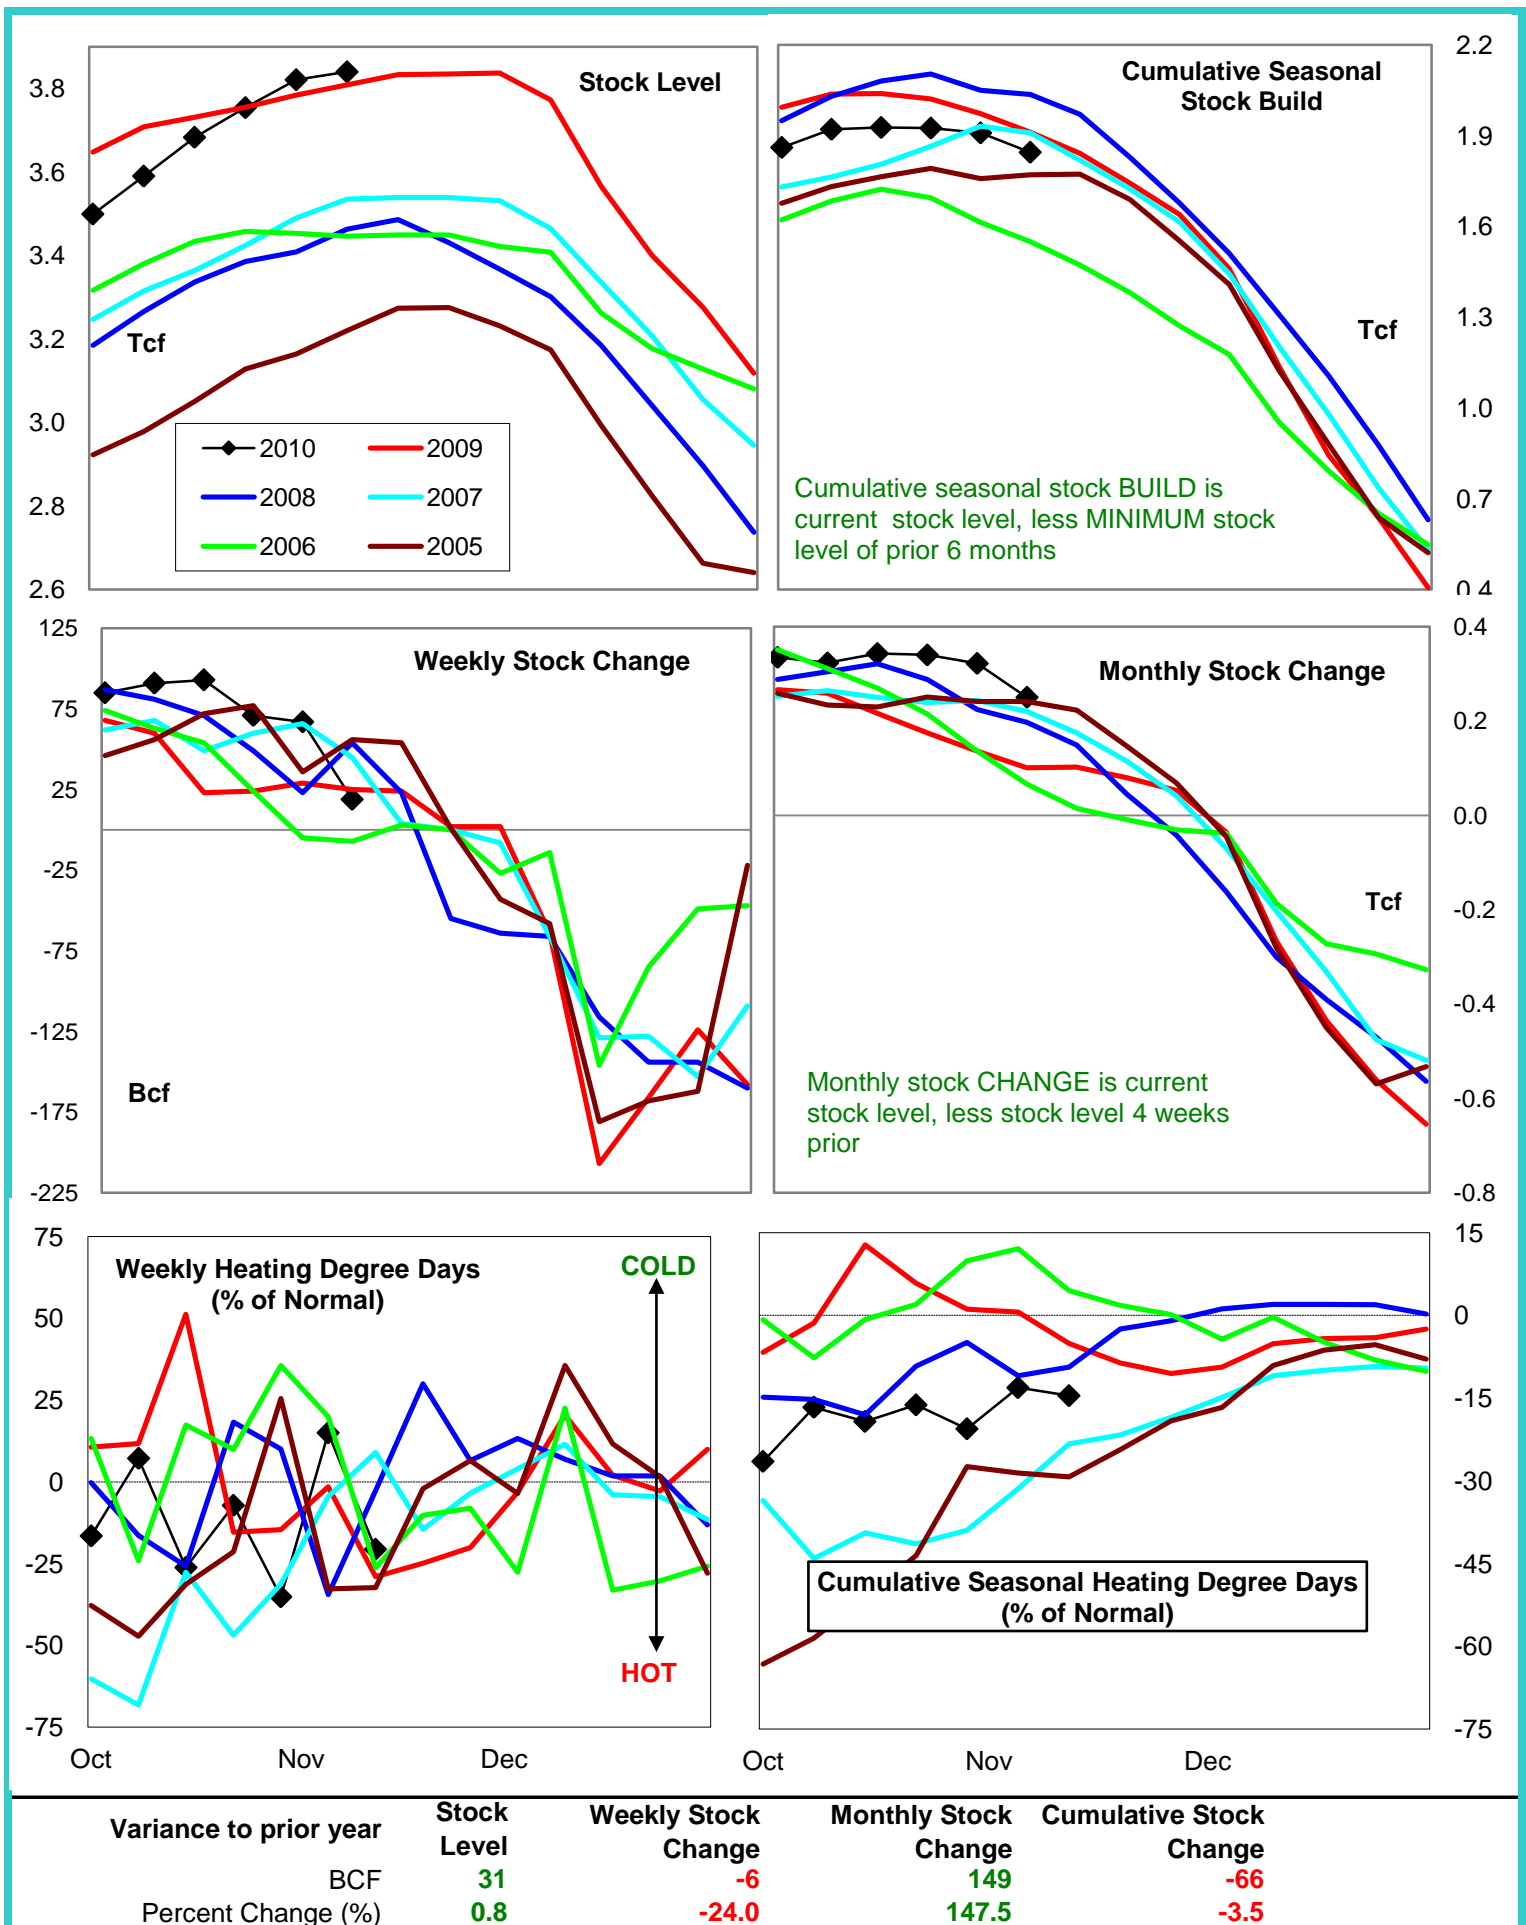 Stock Level
3.8
3.6
3.4
3.2
3.0
2.8
2.6
Tcf
2010
2009
2008
2007
2006
2005
Cumulative Seasonal
Stock Build
2.2
1.9
1.6
1.3
1.0
0.7
0.4
Tcf
Cumulative seasonal stock BUILD is
current stock level, less MINIMUM stock
level of prior 6 months
Weekly Stock Change
125
75
25
-25
-75
-125
-175
-225
Bcf
Monthly Stock Change
0.4
0.2
0.0
-0.2
-0.4
-0.6
-0.8
Tcf
Monthly stock CHANGE is current
stock level, less stock level 4 weeks
prior
Weekly Heating Degree Days
(% of Normal)
COLD
HOT
75
50
25
0
-25
-50
-75
Oct Nov Dec
15
0
-15
-30
-45
-60
-75
Cumulative Seasonal Heating Degree Days
(% of Normal)
Oct Nov Dec
Variance to prior year
Stock
Level
Weekly Stock
Change
Monthly Stock
Change
Cumulative Stock
Change
BCF 31 -6 149 -66
Percent Change (%) 0.8 -24.0 147.5 -3.5